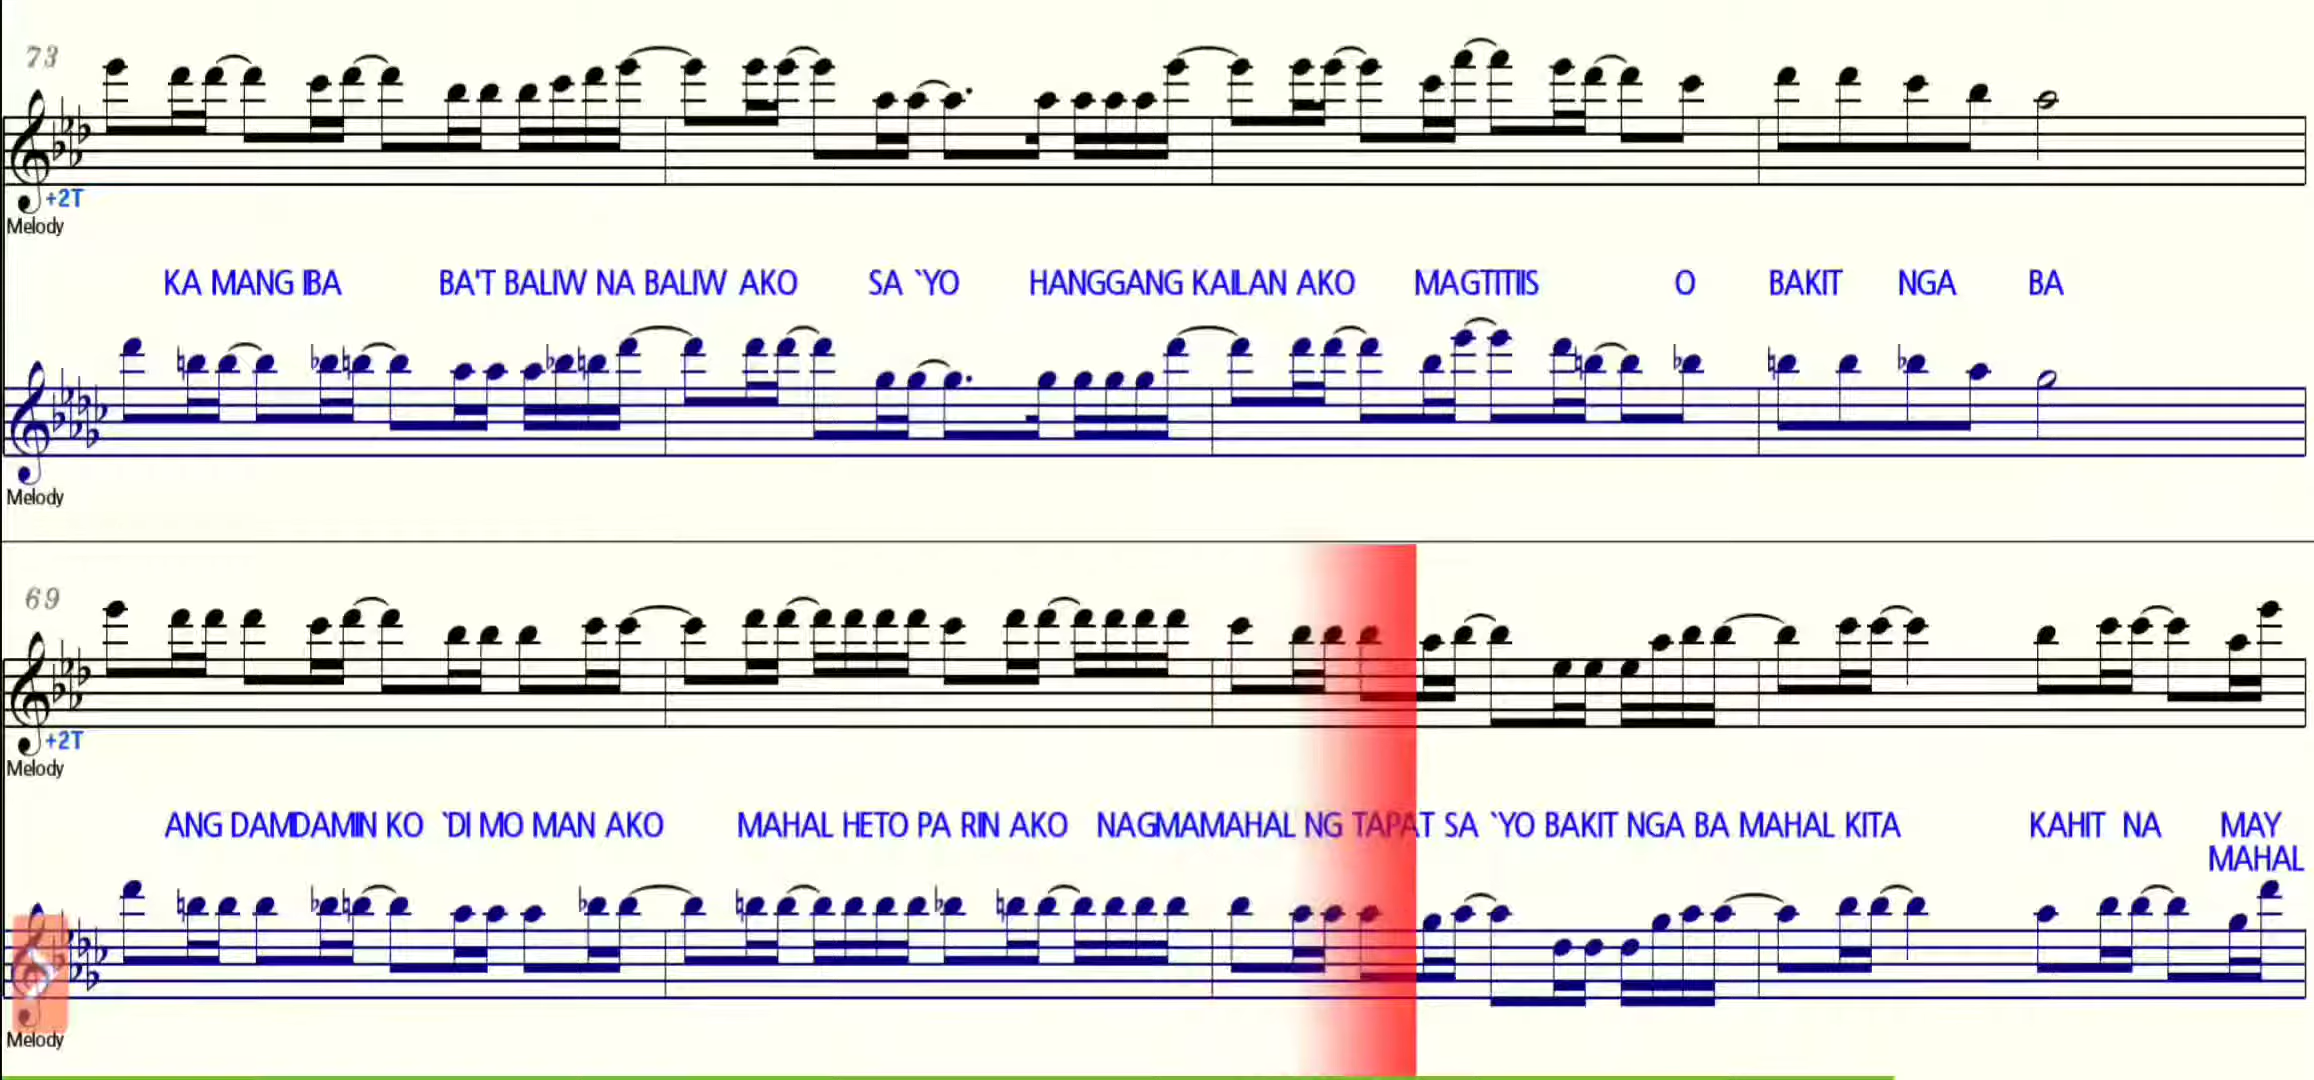 73
+2T
Melody
KA MANG IBA BA'T BALIW NA BALIW AKO SA `YO HANGGANG KAILAN AKO MAGTITIIS O BAKIT NGA BA
Melody
69
+2T
Melody
ANG DAMDAMIN KO `DI MO MAN AKO MAHAL HETO PA RIN AKO NAGMAMAHAL NG TAPAT SA `YO BAKIT NGA BA MAHAL KITA KAHIT NA MAY
MAHAL
Melody